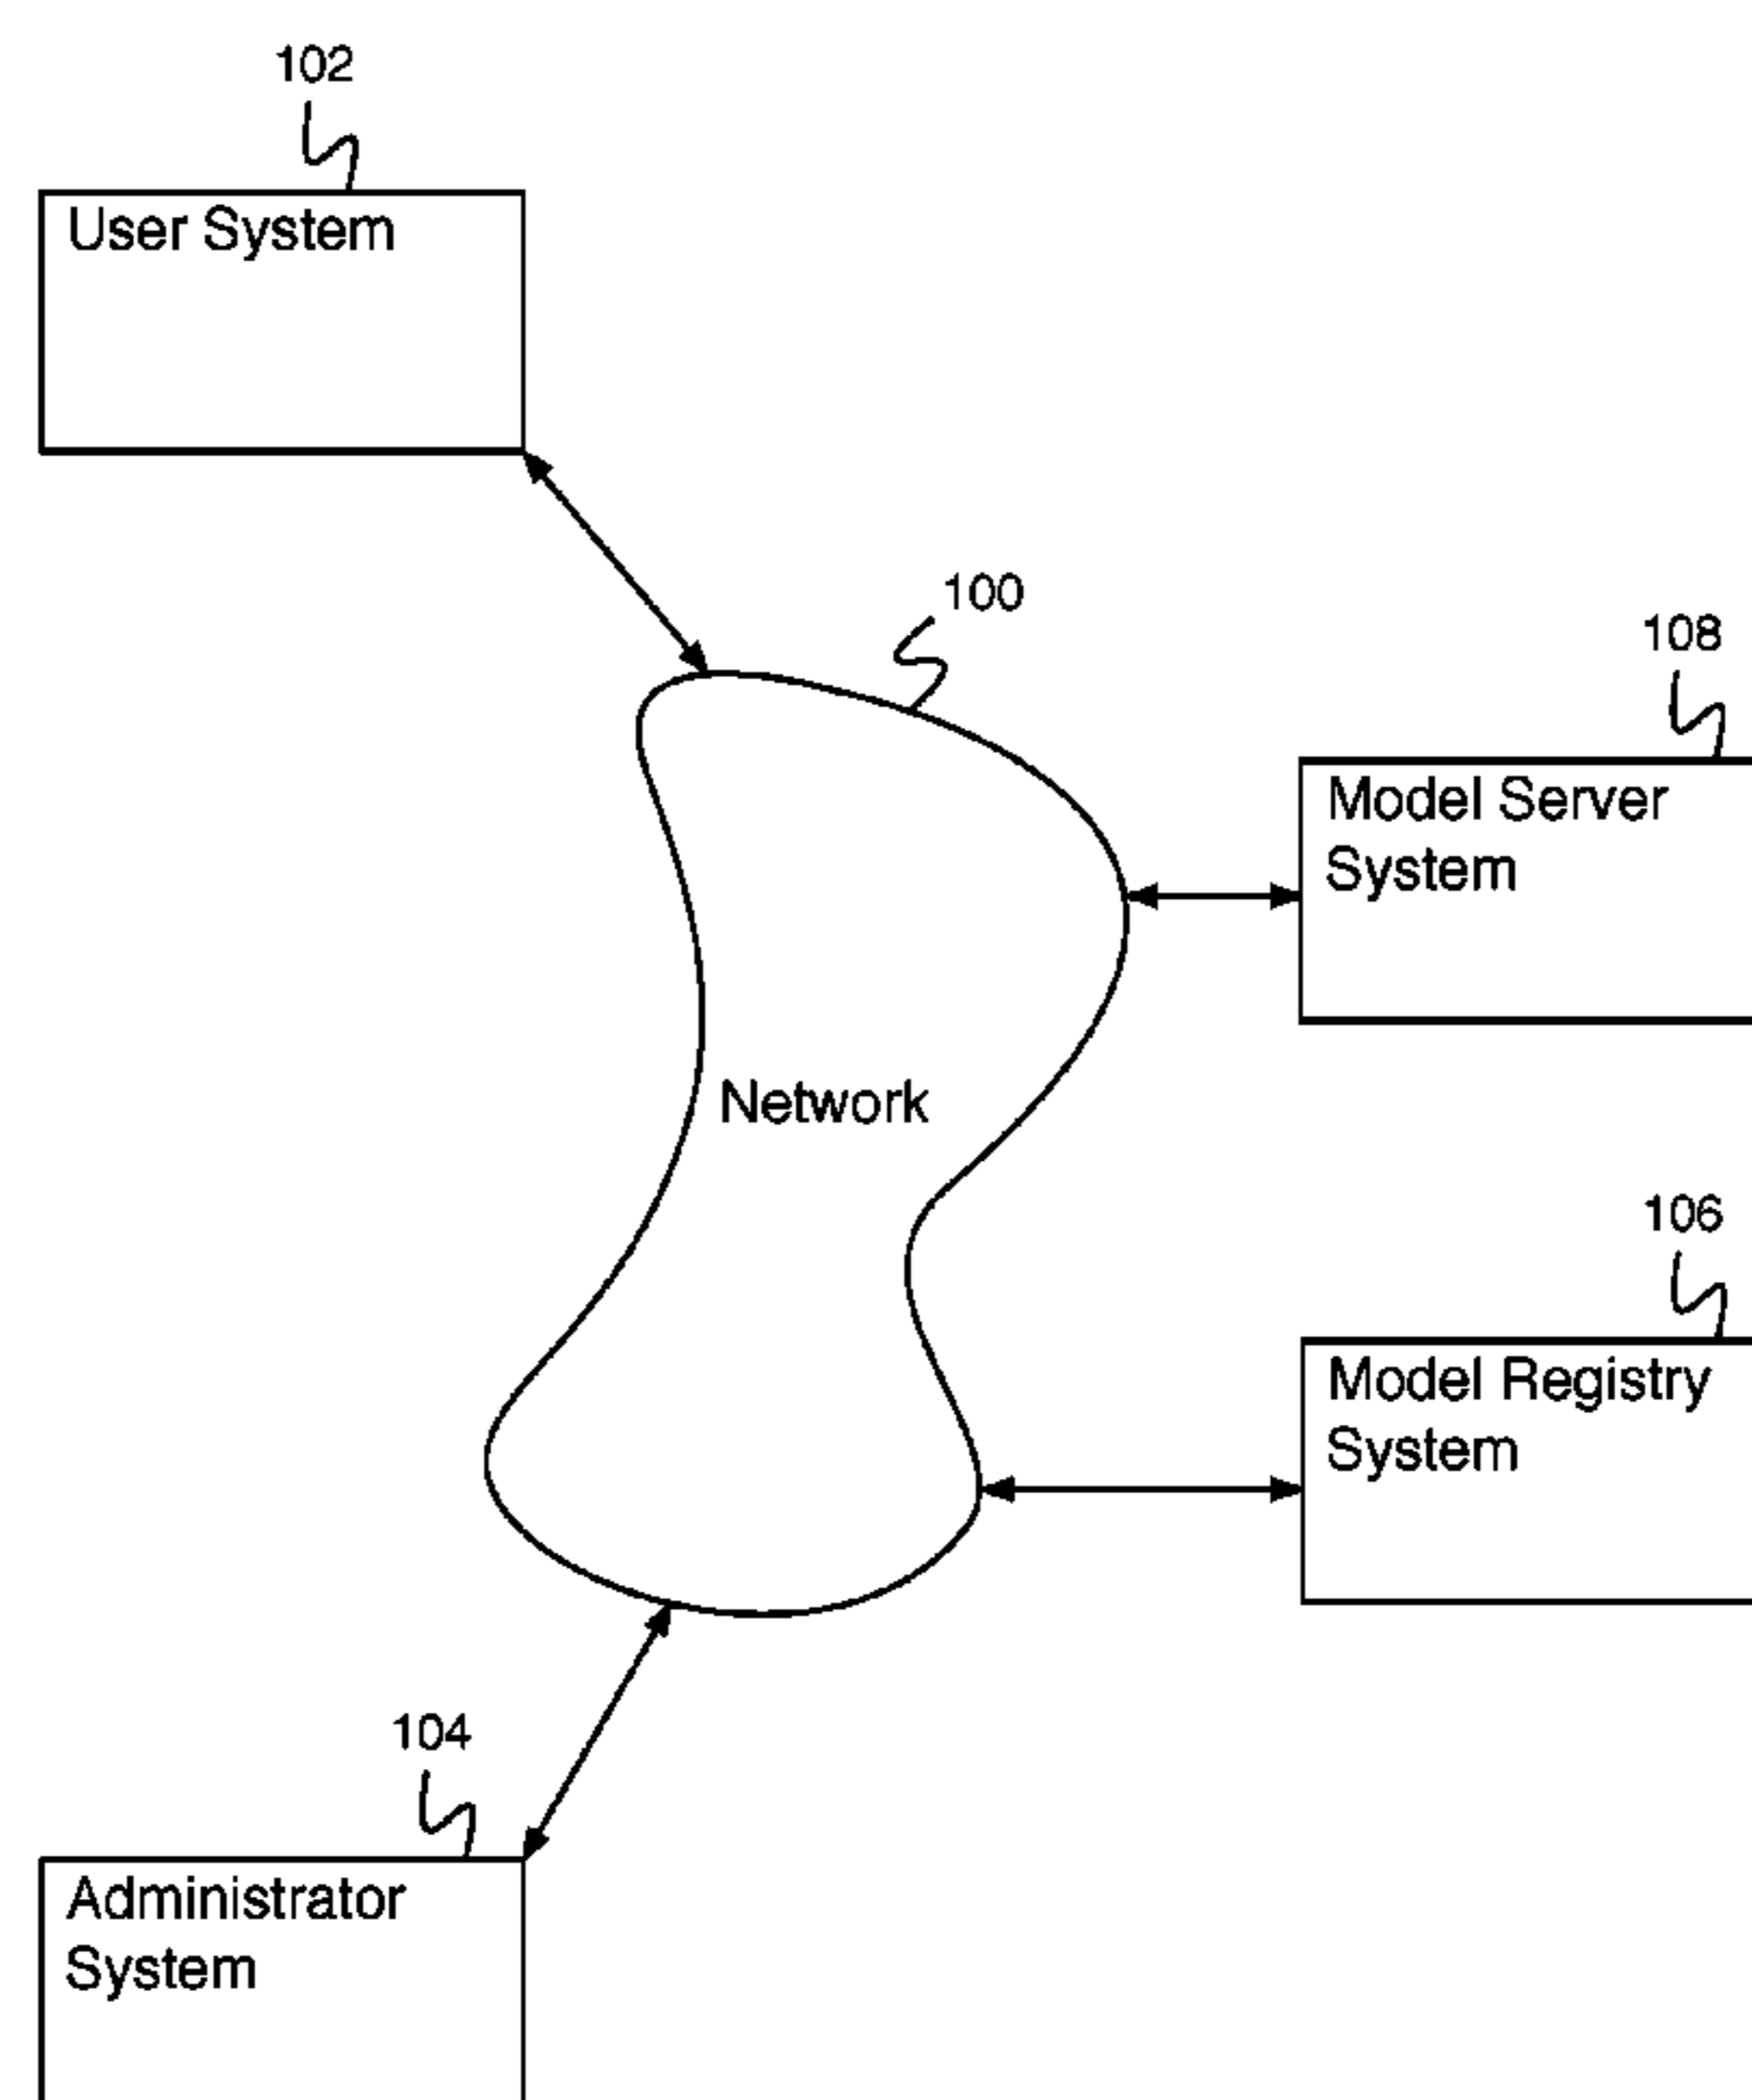 102
User System
100
108
Model Server
System
Network
106
Model Registry
System
104
Administrator
System